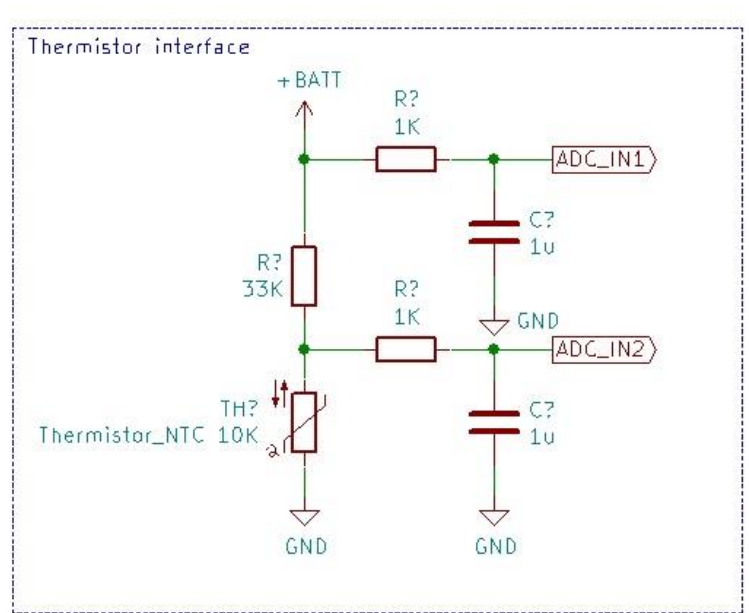 Thermistor interface
+BATT
R?
1K
ADC_IN1
C?
1u
R?
33K
R?
1K
GND
ADC_IN2
TH?
Thermistor_NTC 10K
C?
1u
GND
GND